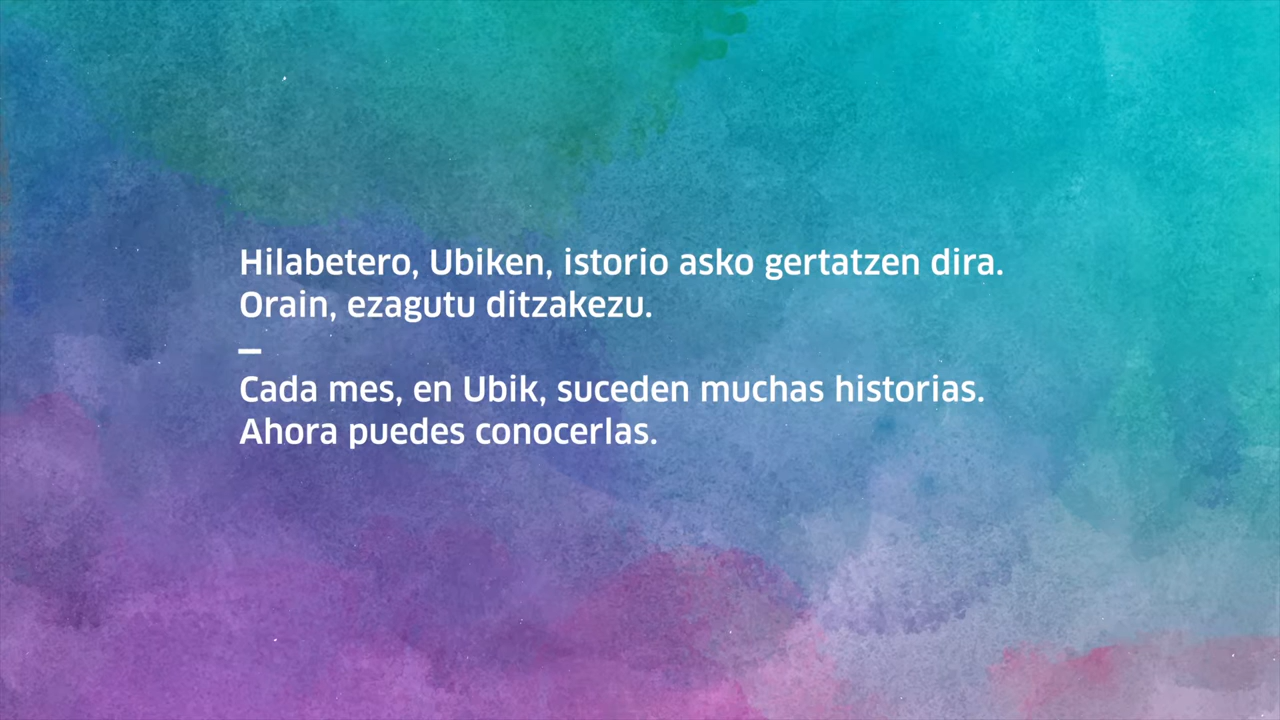 Hilabetero, Ubiken, istorio asko gertatzen dira.
Orain, ezagutu ditzakezu.
–
Cada mes, en Ubik, suceden muchas historias.
Ahora puedes conocerlas.